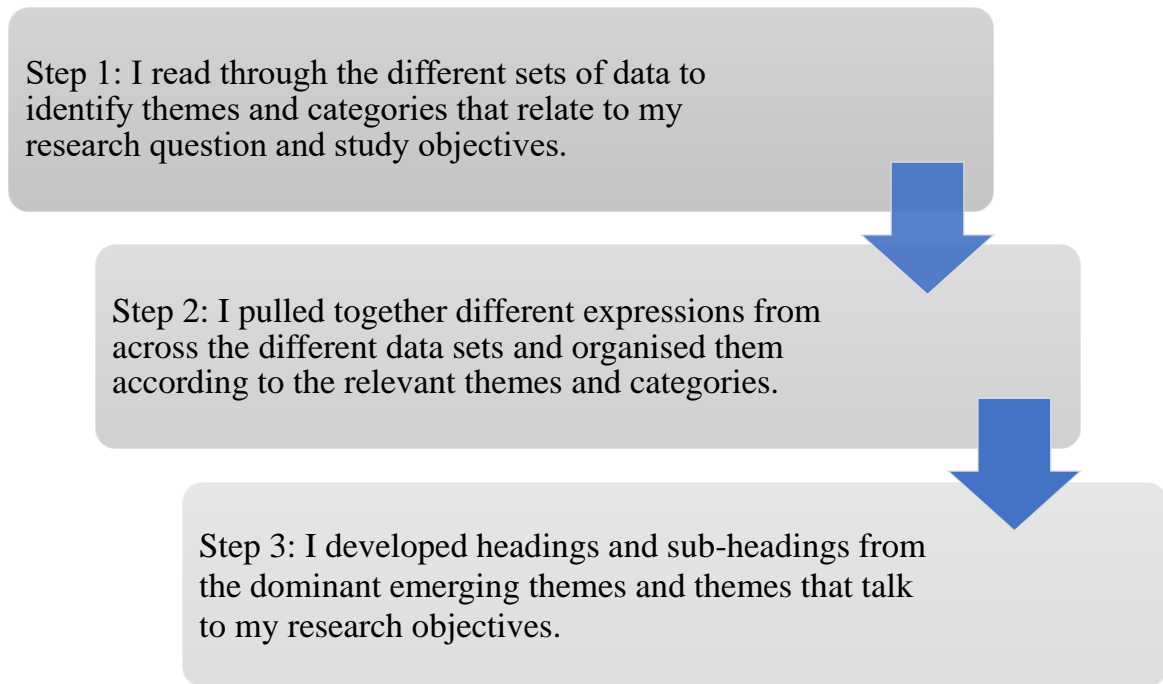 Step 1: I read through the different sets of data to
identify themes and categories that relate to my
research question and study objectives.
Step 2: I pulled together different expressions from
across the different data sets and organised them
according to the relevant themes and categories.
Step 3: I developed headings and sub-headings from
the dominant emerging themes and themes that talk
to my research objectives.